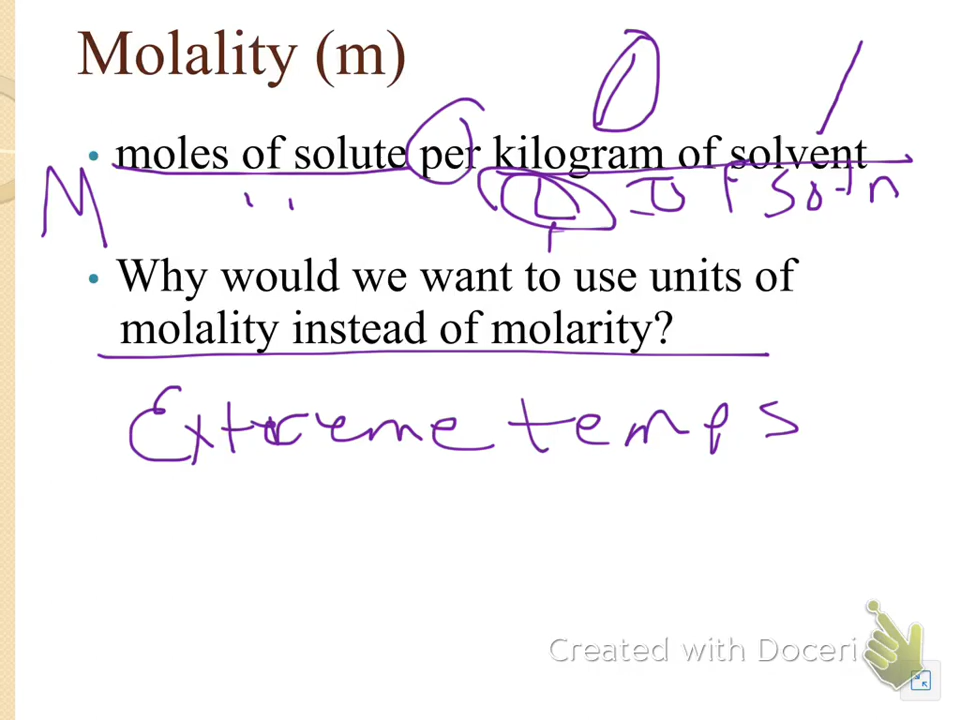 Molality (m)
• moles of solute per kilogram of solvent
M " L of soln
• Why would we want to use units of
molality instead of molarity?
Extreme temps
Created with Doceri